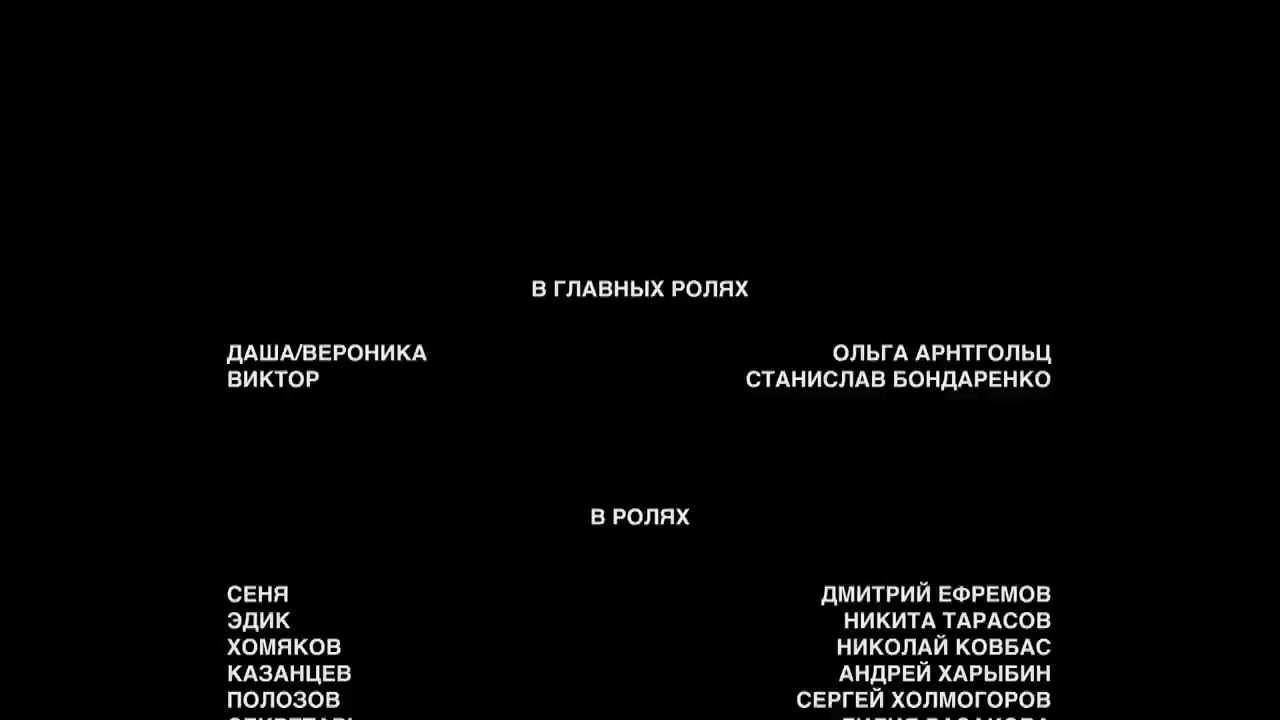 В ГЛАВНЫХ РОЛЯХ
ДАША/ВЕРОНИКА ОЛЬГА АРНТГОЛЬЦ
ВИКТОР СТАНИСЛАВ БОНДАРЕНКО
В РОЛЯХ
СЕНЯ ДМИТРИЙ ЕФРЕМОВ
ЭДИК НИКИТА ТАРАСОВ
ХОМЯКОВ НИКОЛАЙ КОВБАС
КАЗАНЦЕВ АНДРЕЙ ХАРЫБИН
ПОЛОЗОВ СЕРГЕЙ ХОЛМОГОРОВ